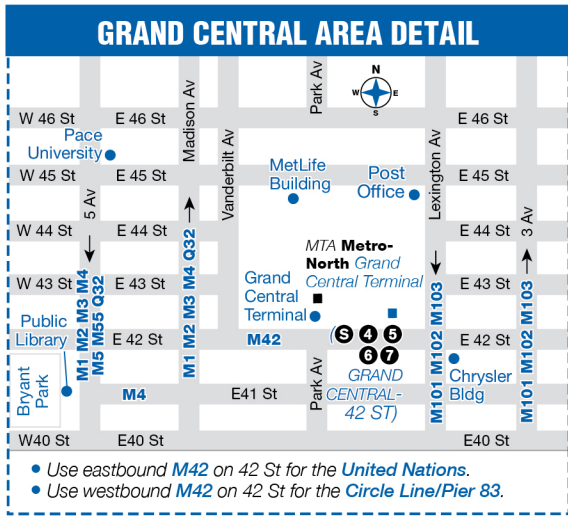 GRAND CENTRAL AREA DETAIL
Park Av
N
W E
S
Madison Av
W 46 St
E 46 St
E 46 St
Pace
University
Vanderbilt Av
MetLife
Building
Post
Office
Lexington Av
W 45 St
E 45 St
E 45 St
5 Av
3 Av
W 44 St
E 44 St
E 44 St
MTA Metro-
North Grand
Central Terminal
W 43 St
E 43 St
E 43 St
M1 M2 M3 M4
M5 M55 Q32
M1 M2 M3 M4 Q32
Grand
Central
Terminal
M101 M102 M103
M101 M102 M103
Public
Library
E 42 St
M42
(S 4 5
6 7
GRAND
CENTRAL-
42 ST)
E 42 St
Chrysler
Bldg
Bryant
Park
M4
E41 St
Park Av
W40 St
E40 St
E40 St
• Use eastbound M42 on 42 St for the United Nations.
• Use westbound M42 on 42 St for the Circle Line/Pier 83.